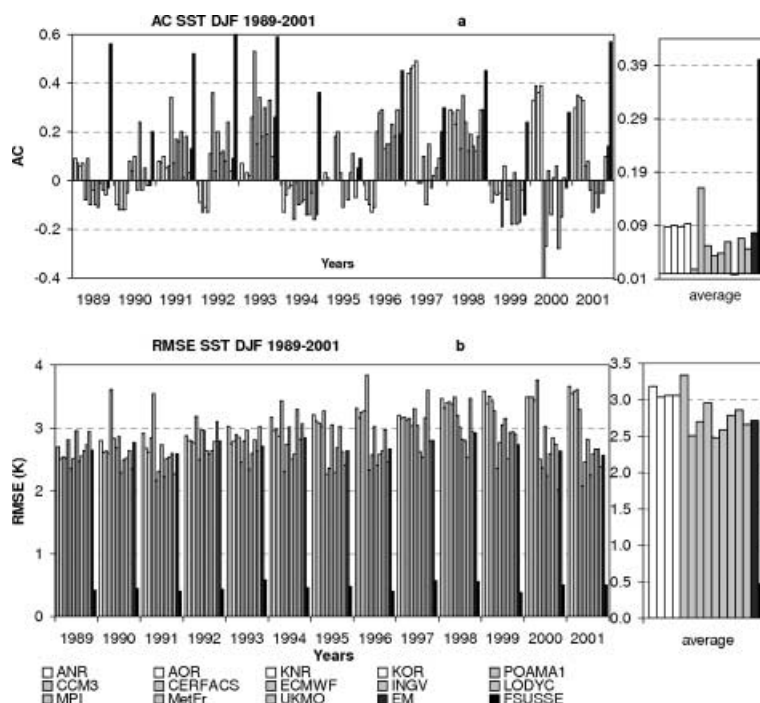 AC SST DJF 1989-2001 a
0.6
0.4
0.2
0
-0.2
-0.4
AC
Years
1989 1990 1991 1992 1993 1994 1995 1996 1997 1998 1999 2000 2001
0.39
0.29
0.19
0.09
-0.01
average
RMSE SST DJF 1989-2001 b
4
3
2
1
0
RMSE (K)
1989 1990 1991 1992 1993 1994 1995 1996 1997 1998 1999 2000 2001
Years
3.5
3.0
2.5
2.0
1.5
1.0
0.5
0.0
average
ANR AOR KNR KOR POAMA1
CCM3 CERFACS ECMWF INGV LODYC
MPI MetFr UKMO EM FSUSSE